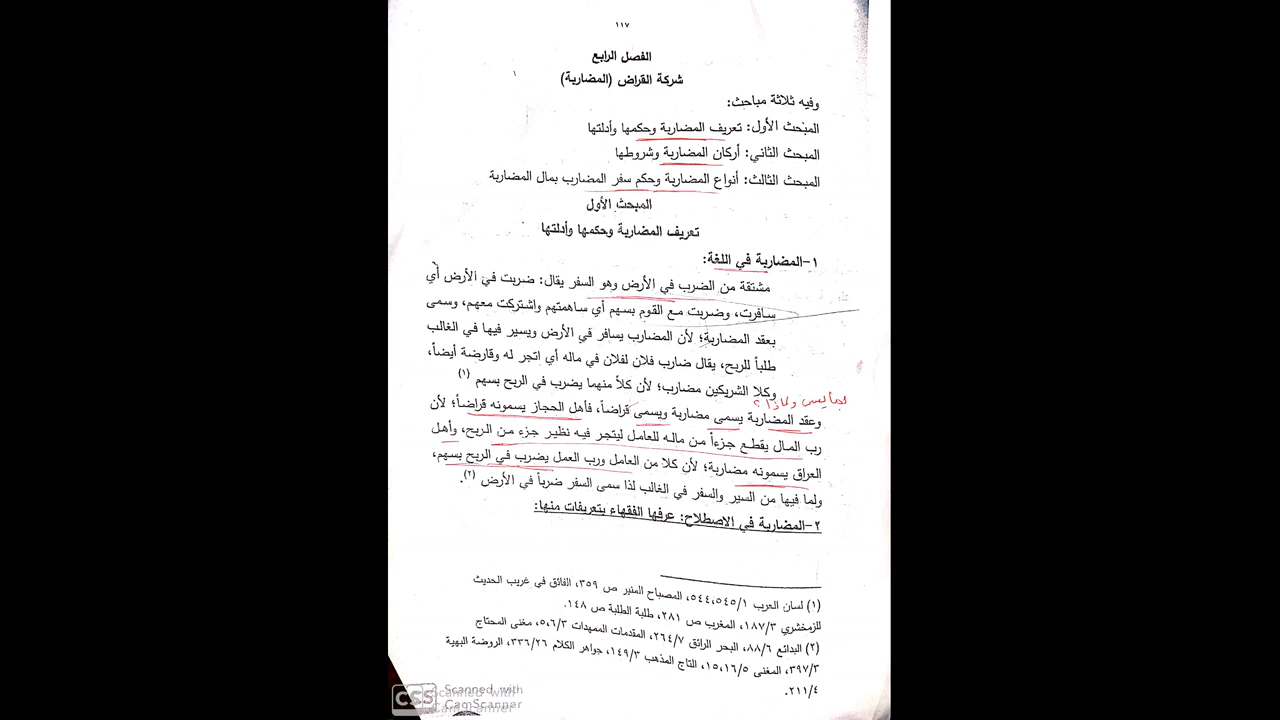 ١١٧
الفصل الرابع
شركة القراض (المضاربة)
وفيه ثلاثة مباحث:
المبحث الأول: تعريف المضاربة وحكمها وأدلتها
المبحث الثاني: أركان المضاربة وشروطها
المبحث الثالث: أنواع المضاربة وحكم سفر المضارب بمال المضاربة
المبحث الأول
تعريف المضاربة وحكمها وأدلتها
١-المضاربة في اللغة:
مشتقة من الضرب في الأرض وهو السفر يقال: ضربت في الأرض أي
سافرت، وضربت مع القوم بسهم أي ساهمتهم واشتركت معهم، وسمى
بعقد المضاربة؛ لأن المضارب يسافر في الأرض ويسير فيها في الغالب
طلباً للربح، يقال ضارب فلان لفلان في ماله أي اتجر له وقارضة أيضاً،
وكلا الشريكين مضارب؛ لأن كلاً منهما يضرب في الربح بسهم (١)
ولماذا؟
وعقد المضاربة يسمى مضاربة ويسمى قراضاً، فأهل الحجاز يسمونه قراضاً؛ لأن
رب المال يقطع جزءاً من ماله للعامل ليتجر فيه نظير جزء من الربح، وأهل
العراق يسمونه مضاربة؛ لأن كلا من العامل ورب العمل يضرب في الربح بسهم،
ولما فيها من السير والسفر في الغالب لذا سمى السفر ضرباً في الأرض (٢).
٢-المضاربة في الاصطلاح: عرفها الفقهاء بتعريفات منها:
(١) لسان العرب ٥٤٤،٥٤٥/١، المصباح المنير ص ٣٥٩، الفائق في غريب الحديث
للزمخشري ١٨٧/٣، المغرب ص ٢٨١، طلبة الطلبة ص ١٤٨.
(٢) البدائع ٨٨/٦، البحر الرائق ٢٦٤/٧، المقدمات الممهدات ٥،٦/٣، مغنى المحتاج
٣٩٧/٣، المغنى ١٥،١٦/٥، التاج المذهب ١٤٩/٣، جواهر الكلام ٣٣٦/٢٦، الروضة البهية
٢١١/٤.
CS Scanned with
CamScanner